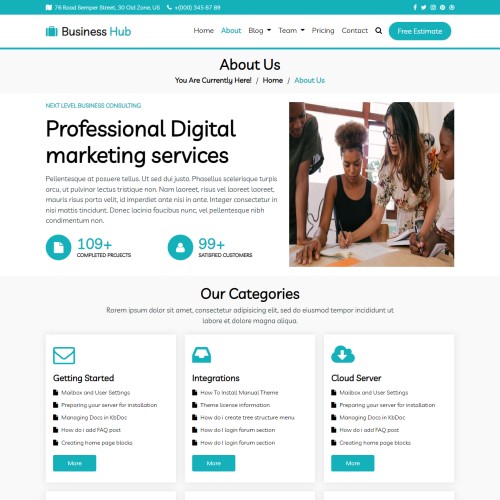 76 Road Semper Street, 30 Old Zone, US +(000) 345 67 89
Business Hub
Home About Blog Team Pricing Contact Free Estimate
About Us
You Are Currently Here! / Home / About Us
NEXT LEVEL BUSINESS CONSULTING
Professional Digital
marketing services
Pellentesque at posuere tellus. Ut sed dui justo. Phasellus scelerisque turpis
arcu, ut pulvinar lectus tristique non. Nam laoreet, risus vel laoreet laoreet,
mauris risus porta velit, id imperdiet ante nisi in ante. Integer consectetur in
nisi mattis tincidunt. Donec lacinia faucibus nunc, vel pellentesque nibh
condimentum non.
109+
COMPLETED PROJECTS
99+
SATISFIED CUSTOMERS
Our Categories
Rorem ipsum dolor sit amet, consectetur adipisicing elit, sed do eiusmod tempor incididunt ut
labore et dolore magna aliqua.
Getting Started
Mailbox and User Settings
Preparing your server for installation
Managing Docs in KbDoc
How do i add FAQ post
Creating home page blocks
More
Integrations
How To Install Manual Theme
Theme license information
How do i create tree structure menu
How do I login forum section
How do I login forum section
More
Cloud Server
Mailbox and User Settings
Preparing your server for installation
Managing Docs in KbDoc
How do i add FAQ post
Creating home page blocks
More